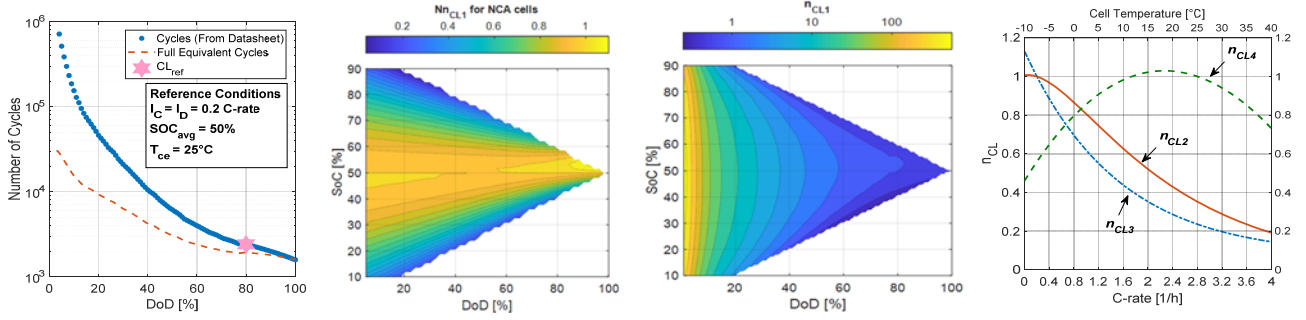 10^6
10^5
10^4
10^3
Number of Cycles
Cycles (From Datasheet)
Full Equivalent Cycles
CL_ref
Reference Conditions
I_C = I_D = 0.2 C-rate
SOC_avg = 50%
T_ce = 25°C
0 20 40 60 80 100
DoD [%]
Nn_CL1 for NCA cells
0.2 0.4 0.6 0.8 1
90
80
70
60
50
40
30
20
10
SoC [%]
20 40 60 80 100
DoD [%]
n_CL1
1 10 100
90
80
70
60
50
40
30
20
10
SoC [%]
20 40 60 80 100
DoD [%]
Cell Temperature [°C]
-10 -5 0 5 10 15 20 25 30 35 40
1.2
1
0.8
0.6
0.4
0.2
0
n_CL
n_CL4
n_CL2
n_CL3
1.2
1
0.8
0.6
0.4
0.2
0
0 0.4 0.8 1.2 1.6 2 2.4 2.8 3.2 3.6 4
C-rate [1/h]